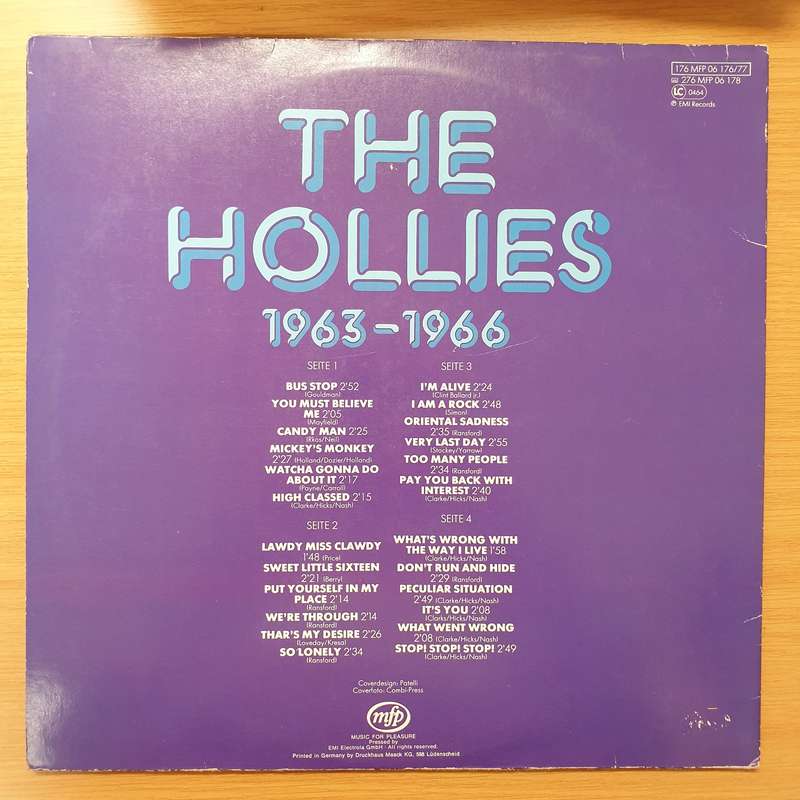 176 MFP 06 176/77
276 MFP 06 178
LC 0464
℗ EMI Records
THE
HOLLIES
1963-1966
SEITE 1
BUS STOP 2'52
(Gouldman)
YOU MUST BELIEVE
ME 2'05
(Mayfield)
CANDY MAN 2'25
(Rkos/Neil)
MICKEY'S MONKEY
2'27 (Holland/Dozier/Holland)
WATCHA GONNA DO
ABOUT IT 2'17
(Payne/Carroll)
HIGH CLASSED 2'15
(Clarke/Hicks/Nash)
SEITE 2
LAWDY MISS CLAWDY
1'48 (Price)
SWEET LITTLE SIXTEEN
2'21 (Berry)
PUT YOURSELF IN MY
PLACE 2'14
(Ransford)
WE'RE THROUGH 2'14
(Ransford)
THAR'S MY DESIRE 2'26
(Loveday/Kresa)
SO LONELY 2'34
(Ransford)
SEITE 3
I'M ALIVE 2'24
(Clint Ballard jr.)
I AM A ROCK 2'48
(Simon)
ORIENTAL SADNESS
2'35 (Ransford)
VERY LAST DAY 2'55
(Stockey/Yarrow)
TOO MANY PEOPLE
2'34 (Ransford)
PAY YOU BACK WITH
INTEREST 2'40
(Clarke/Hicks/Nash)
SEITE 4
WHAT'S WRONG WITH
THE WAY I LIVE 1'58
(Clarke/Hicks/Nash)
DON'T RUN AND HIDE
2'29 (Ransford)
PECULIAR SITUATION
2'49 (Clarke/Hicks/Nash)
IT'S YOU 2'08
(Clarks/Hicks/Nash)
WHAT WENT WRONG
2'08 (Clarke/Hicks/Nash)
STOP! STOP! STOP! 2'49
(Clarke/Hicks/Nash)
Coverdesign: Patelli
Coverfoto: Combi-Press
mfp
MUSIC FOR PLEASURE
Pressed by
EMI Electrola GmbH · All rights reserved.
Printed in Germany by Druckhaus Maack KG, 588 Lüdenscheid